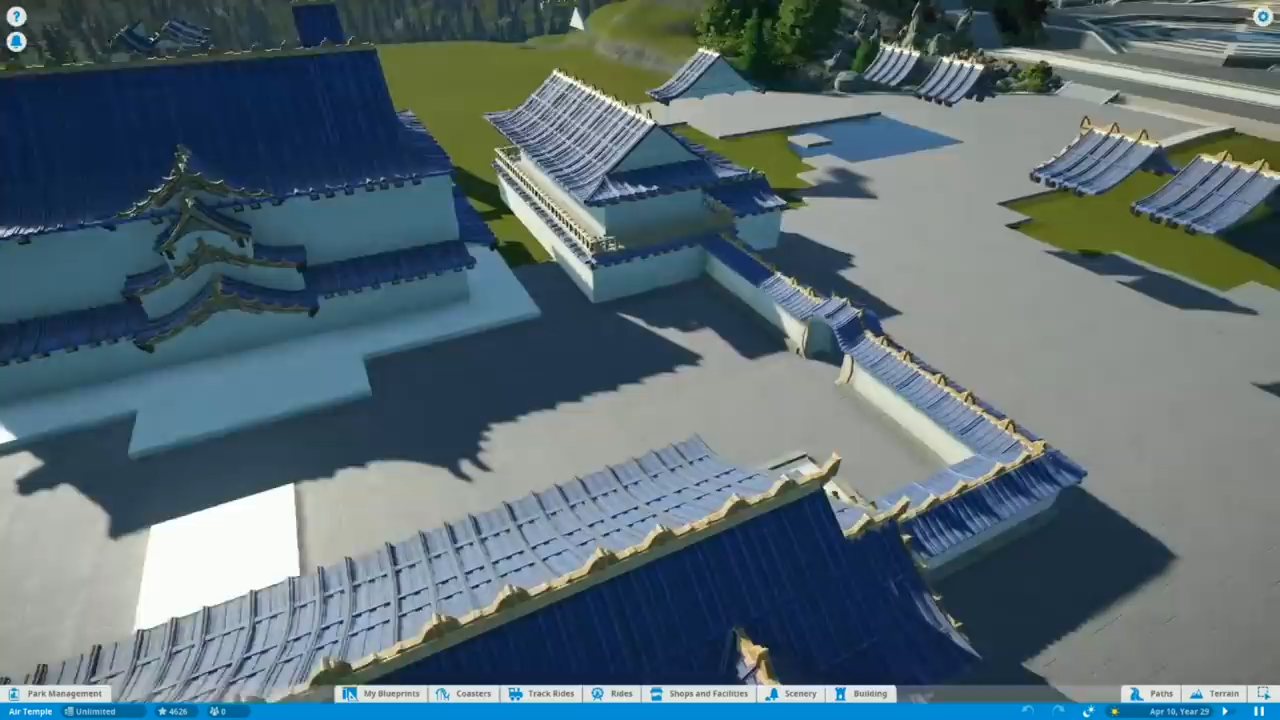 ?
Park Management
My Blueprints
Coasters
Track Rides
Rides
Shops and Facilities
Scenery
Building
Paths
Terrain
Air Temple
Unlimited
4626
0
Apr 10, Year 29